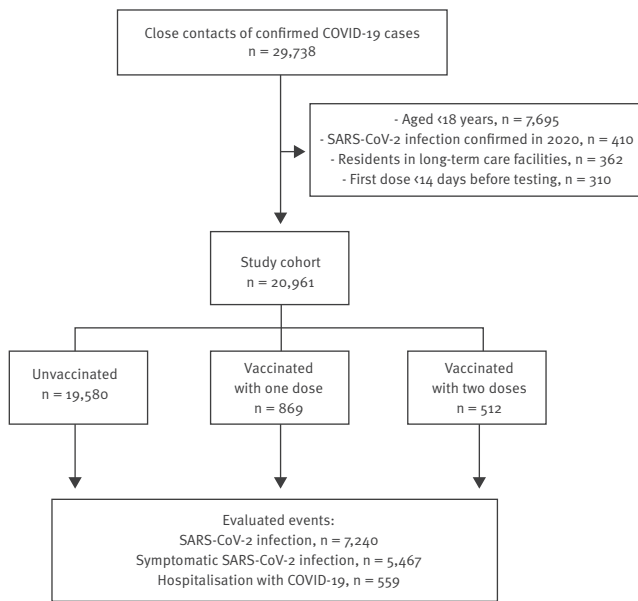 Close contacts of confirmed COVID-19 cases
n = 29,738
- Aged <18 years, n = 7,695
- SARS-CoV-2 infection confirmed in 2020, n = 410
- Residents in long-term care facilities, n = 362
- First dose <14 days before testing, n = 310
Study cohort
n = 20,961
Unvaccinated
n = 19,580
Vaccinated
with one dose
n = 869
Vaccinated
with two doses
n = 512
Evaluated events:
SARS-CoV-2 infection, n = 7,240
Symptomatic SARS-CoV-2 infection, n = 5,467
Hospitalisation with COVID-19, n = 559